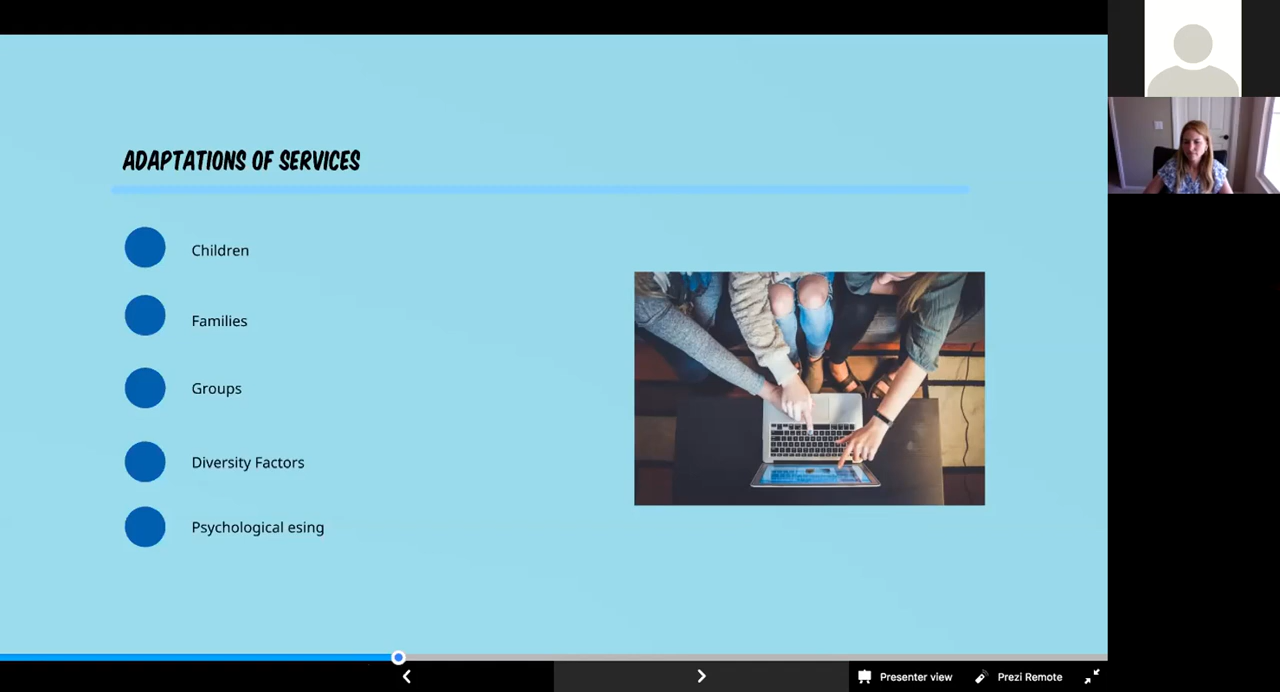 ADAPTATIONS OF SERVICES
Children
Families
Groups
Diversity Factors
Psychological esing
Presenter view
Prezi Remote